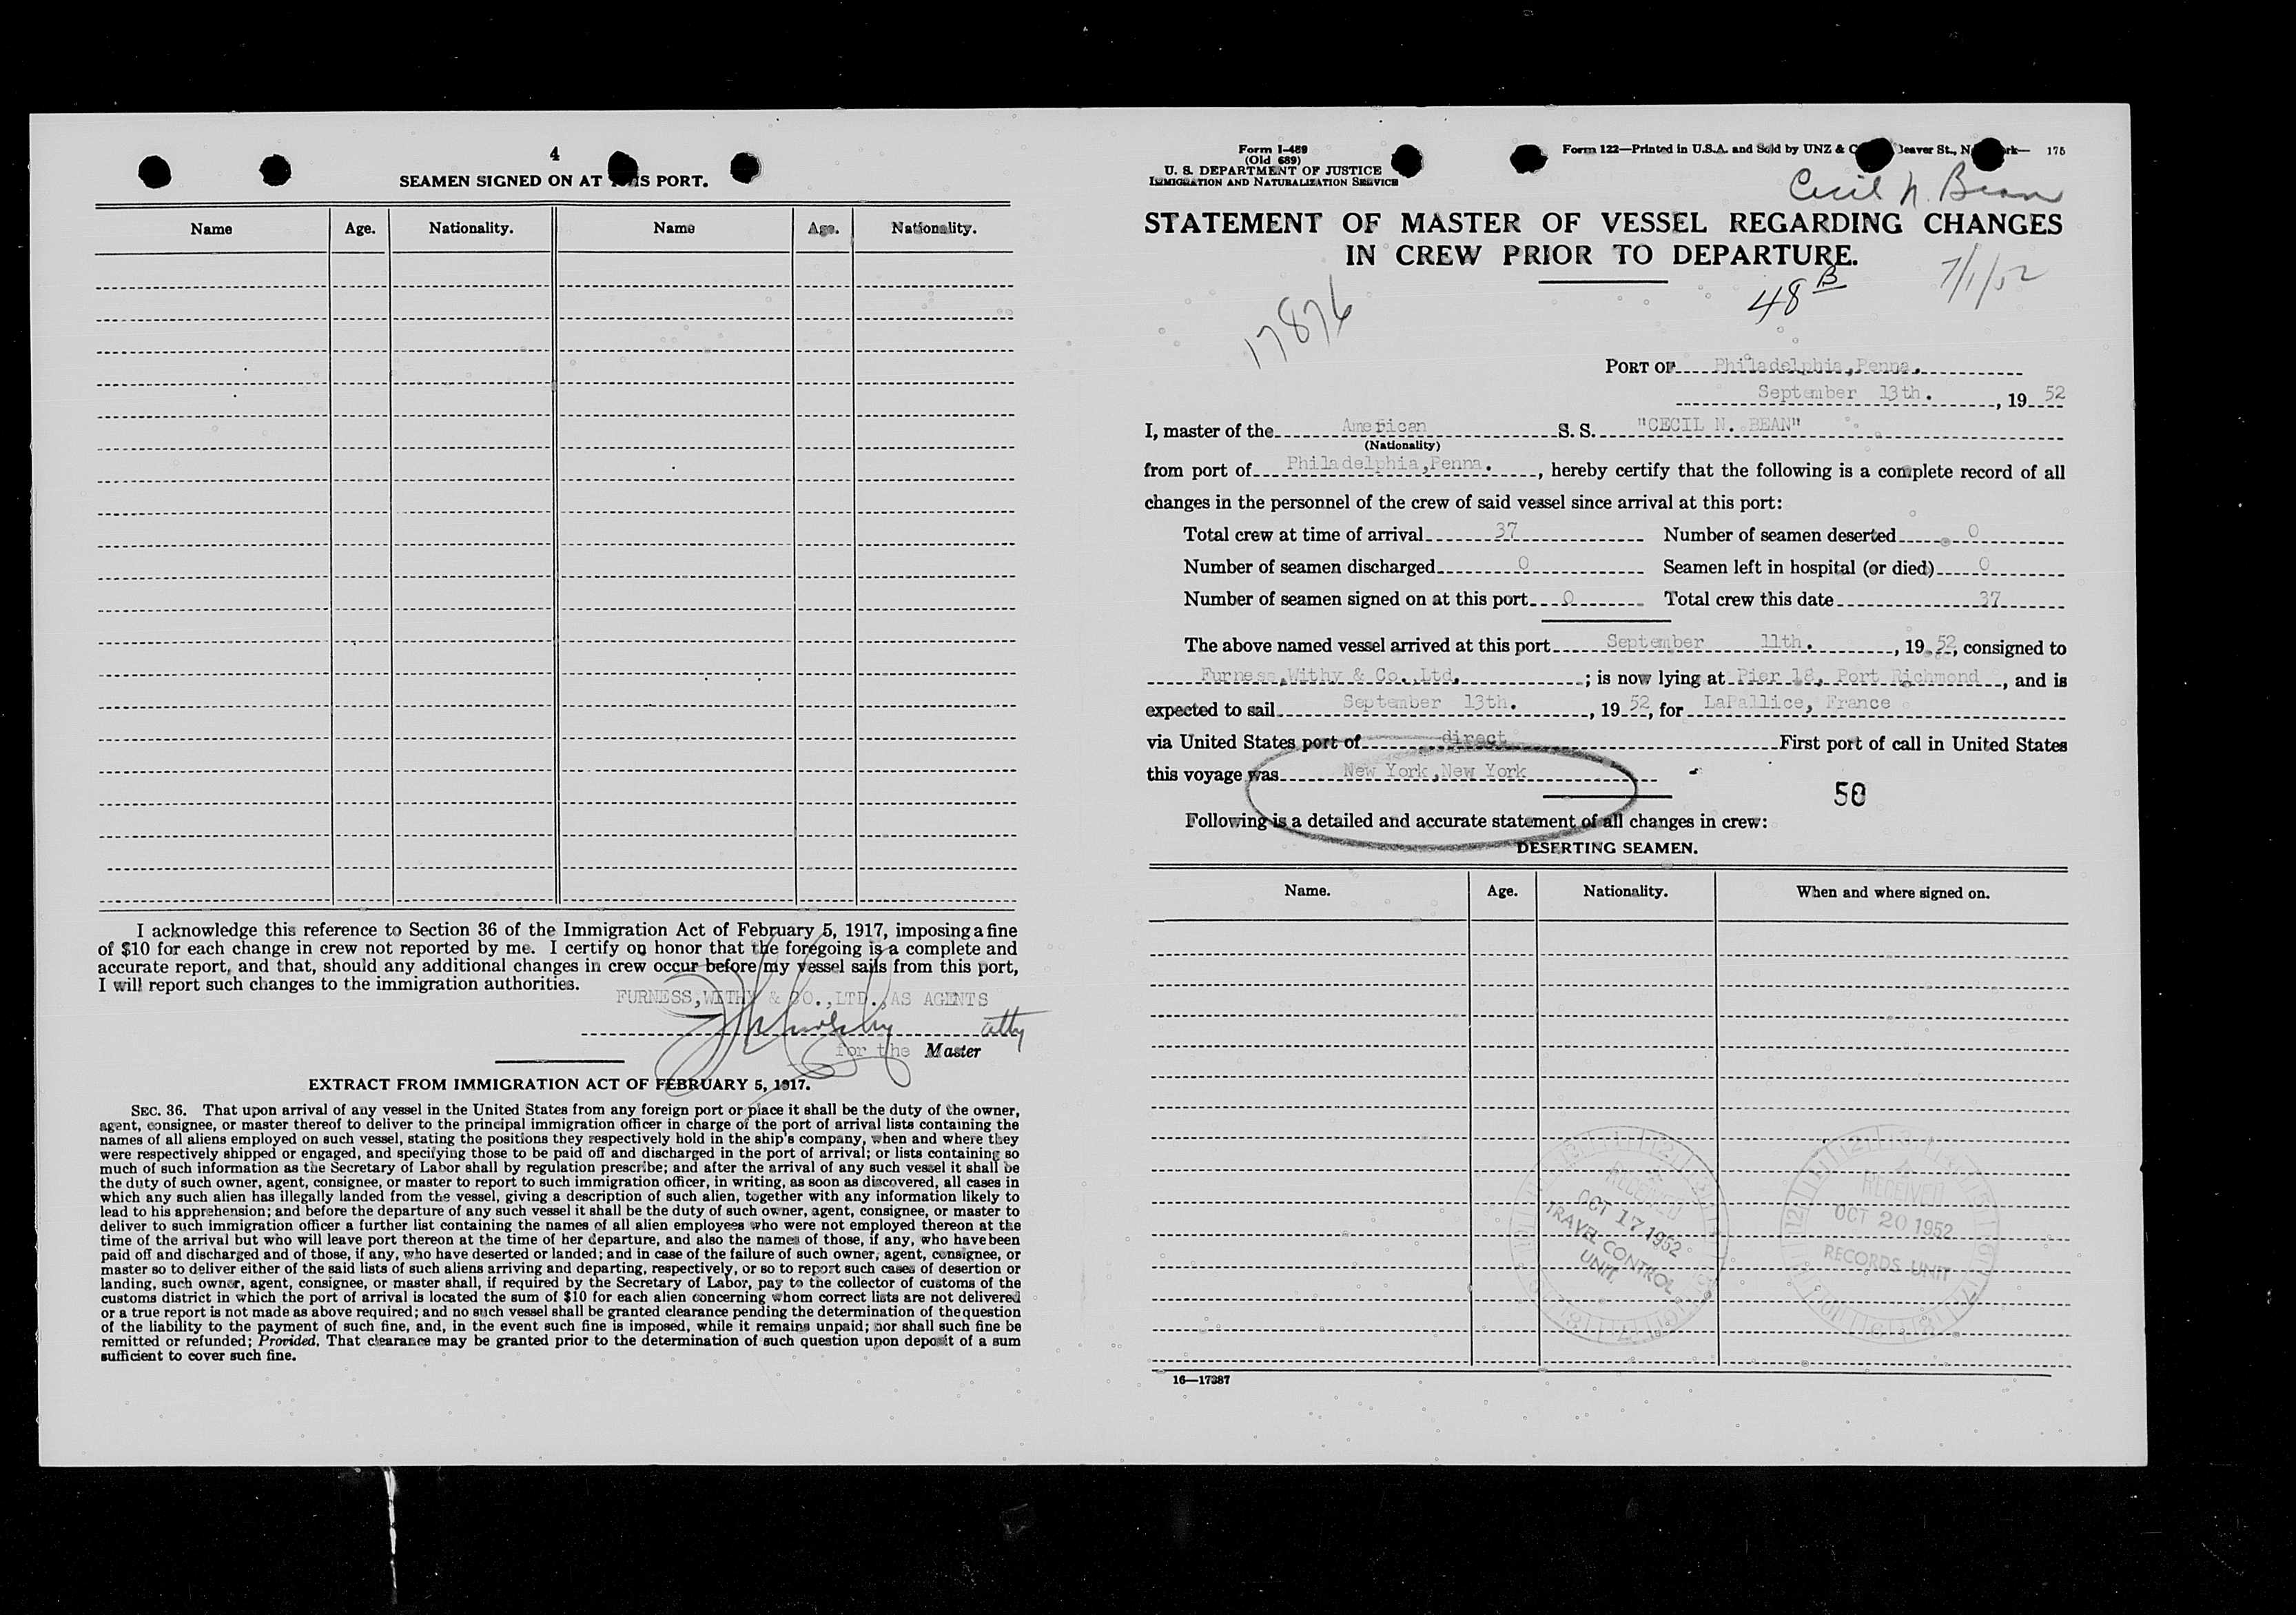 4
SEAMEN SIGNED ON AT THIS PORT.
Name Age. Nationality. Name Age. Nationality.
I acknowledge this reference to Section 36 of the Immigration Act of February 5, 1917, imposing a fine
of $10 for each change in crew not reported by me. I certify on honor that the foregoing is a complete and
accurate report, and that, should any additional changes in crew occur before my vessel sails from this port,
I will report such changes to the immigration authorities.
FURNESS,WITHY & CO.,LTD.,AS AGENTS
atty
for the Master
EXTRACT FROM IMMIGRATION ACT OF FEBRUARY 5, 1917.
SEC. 36. That upon arrival of any vessel in the United States from any foreign port or place it shall be the duty of the owner,
agent, consignee, or master thereof to deliver to the principal immigration officer in charge of the port of arrival lists containing the
names of all aliens employed on such vessel, stating the positions they respectively hold in the ship's company, when and where they
were respectively shipped or engaged, and specifying those to be paid off and discharged in the port of arrival; or lists containing so
much of such information as the Secretary of Labor shall by regulation prescribe; and after the arrival of any such vessel it shall be
the duty of such owner, agent, consignee, or master to report to such immigration officer, in writing, as soon as discovered, all cases in
which any such alien has illegally landed from the vessel, giving a description of such alien, together with any information likely to
lead to his apprehension; and before the departure of any such vessel it shall be the duty of such owner, agent, consignee, or master to
deliver to such immigration officer a further list containing the names of all alien employees who were not employed thereon at the
time of the arrival but who will leave port thereon at the time of her departure, and also the names of those, if any, who have been
paid off and discharged and of those, if any, who have deserted or landed; and in case of the failure of such owner, agent, consignee, or
master so to deliver either of the said lists of such aliens arriving and departing, respectively, or so to report such cases of desertion or
landing, such owner, agent, consignee, or master shall, if required by the Secretary of Labor, pay to the collector of customs of the
customs district in which the port of arrival is located the sum of $10 for each alien concerning whom correct lists are not delivered
or a true report is not made as above required; and no such vessel shall be granted clearance pending the determination of the question
of the liability to the payment of such fine, and, in the event such fine is imposed, while it remains unpaid; nor shall such fine be
remitted or refunded; Provided, That clearance may be granted prior to the determination of such question upon deposit of a sum
sufficient to cover such fine.
Form I-489
(Old 689)
U. S. DEPARTMENT OF JUSTICE
IMMIGRATION AND NATURALIZATION SERVICE
Form 122—Printed in U.S.A. and Sold by UNZ & C Beaver St., N rk— 175
Cecil N. Bean
STATEMENT OF MASTER OF VESSEL REGARDING CHANGES
IN CREW PRIOR TO DEPARTURE.
7/1/52
48 B
17876
PORT OF Philadelphia,Penna.
September 13th. , 19 52
I, master of the American S. S. "CECIL N. BEAN"
(Nationality)
from port of Philadelphia,Penna. , hereby certify that the following is a complete record of all
changes in the personnel of the crew of said vessel since arrival at this port:
Total crew at time of arrival 37 Number of seamen deserted 0
Number of seamen discharged 0 Seamen left in hospital (or died) 0
Number of seamen signed on at this port 0 Total crew this date 37
The above named vessel arrived at this port September 11th. , 19 52, consigned to
Furness,Withy & Co.,Ltd. ; is now lying at Pier 18, Port Richmond , and is
expected to sail September 13th. , 19 52, for LaPallice, France
via United States port of direct First port of call in United States
this voyage was New York,New York
50
Following is a detailed and accurate statement of all changes in crew:
DESERTING SEAMEN.
Name. Age. Nationality. When and where signed on.
RECEIVED
OCT 17 1952
TRAVEL CONTROL
UNIT
RECEIVED
OCT 20 1952
RECORDS UNIT
16—17387